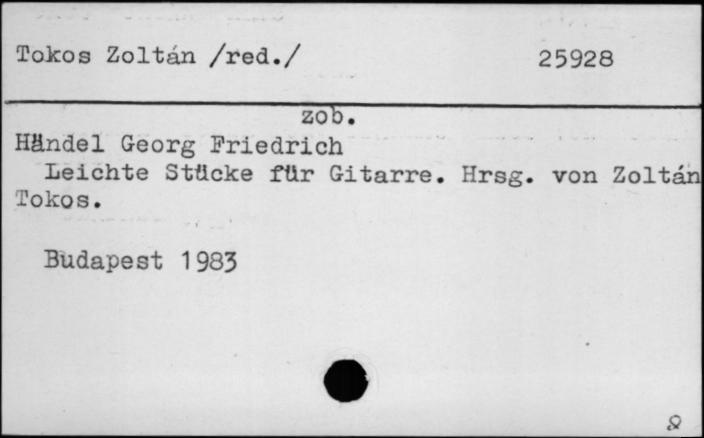 Tokos Zoltán /red./ 25928
zob.
Händel Georg Friedrich
Leichte Stücke für Gitarre. Hrsg. von Zoltán
Tokos.
Budapest 1983